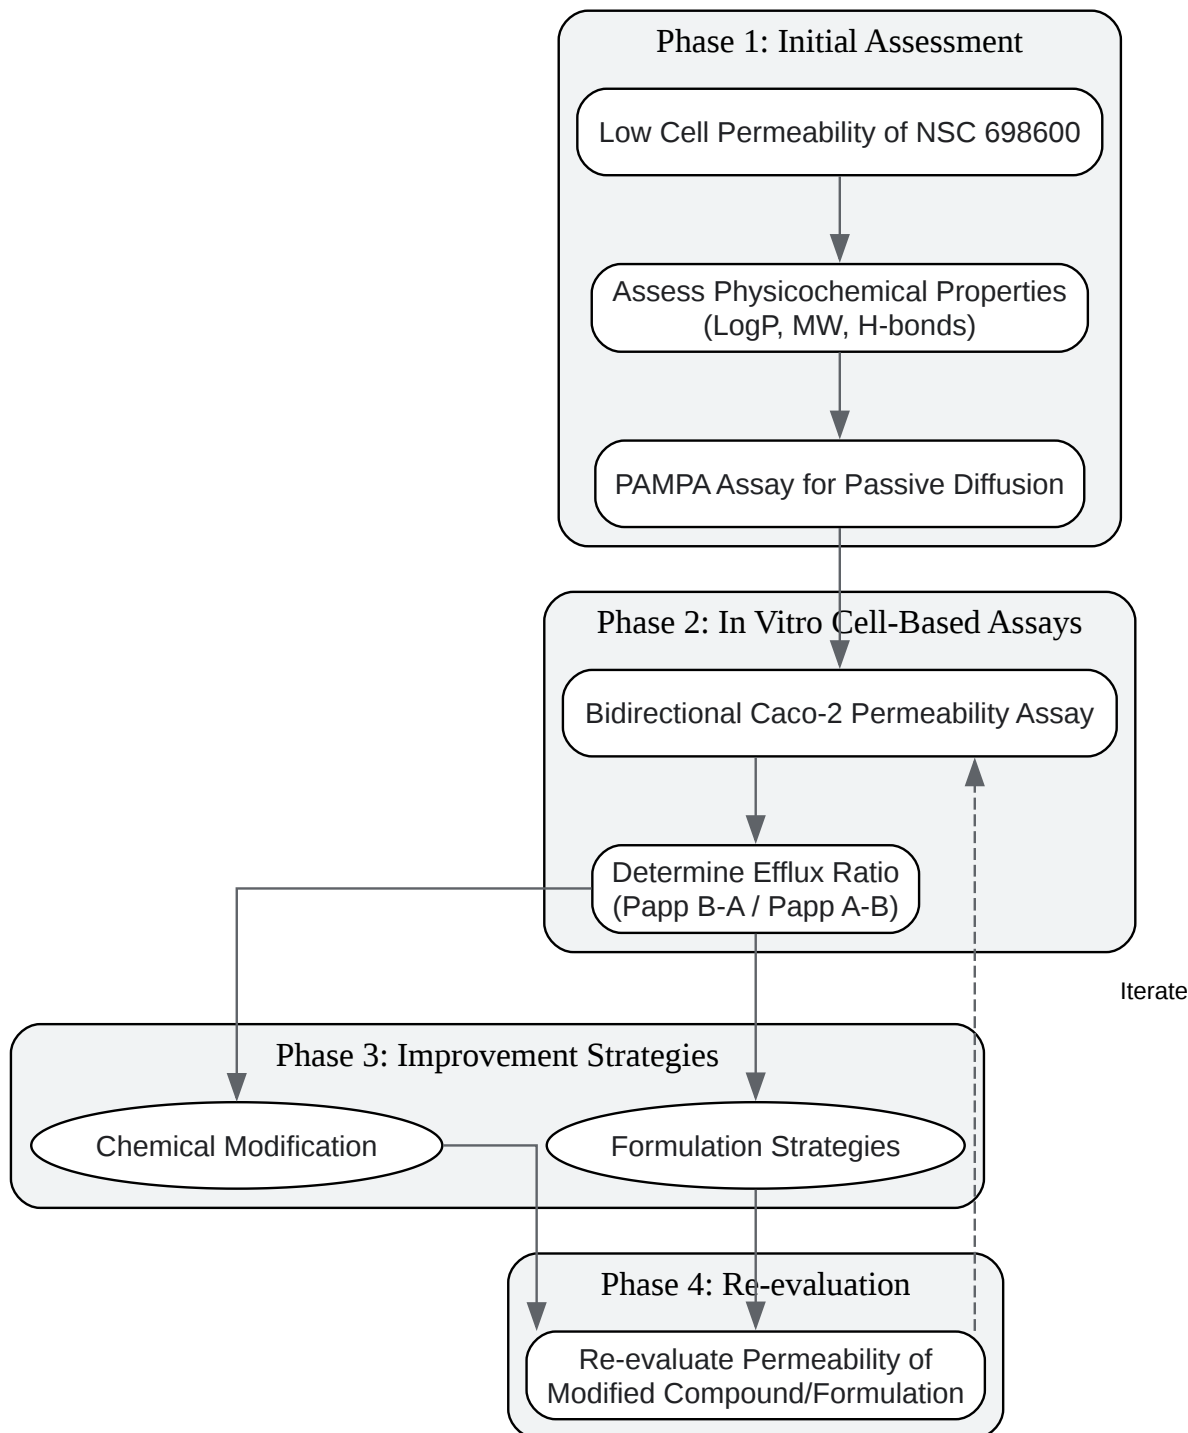 Phase 1: Initial Assessment
Low Cell Permeability of NSC 698600
Assess Physicochemical Properties
(LogP, MW, H-bonds)
PAMPA Assay for Passive Diffusion
Phase 2: In Vitro Cell-Based Assays
Bidirectional Caco-2 Permeability Assay
Determine Efflux Ratio
(Papp B-A / Papp A-B)
Iterate
Phase 3: Improvement Strategies
Chemical Modification
Formulation Strategies
Phase 4: Re-evaluation
Re-evaluate Permeability of
Modified Compound/Formulation